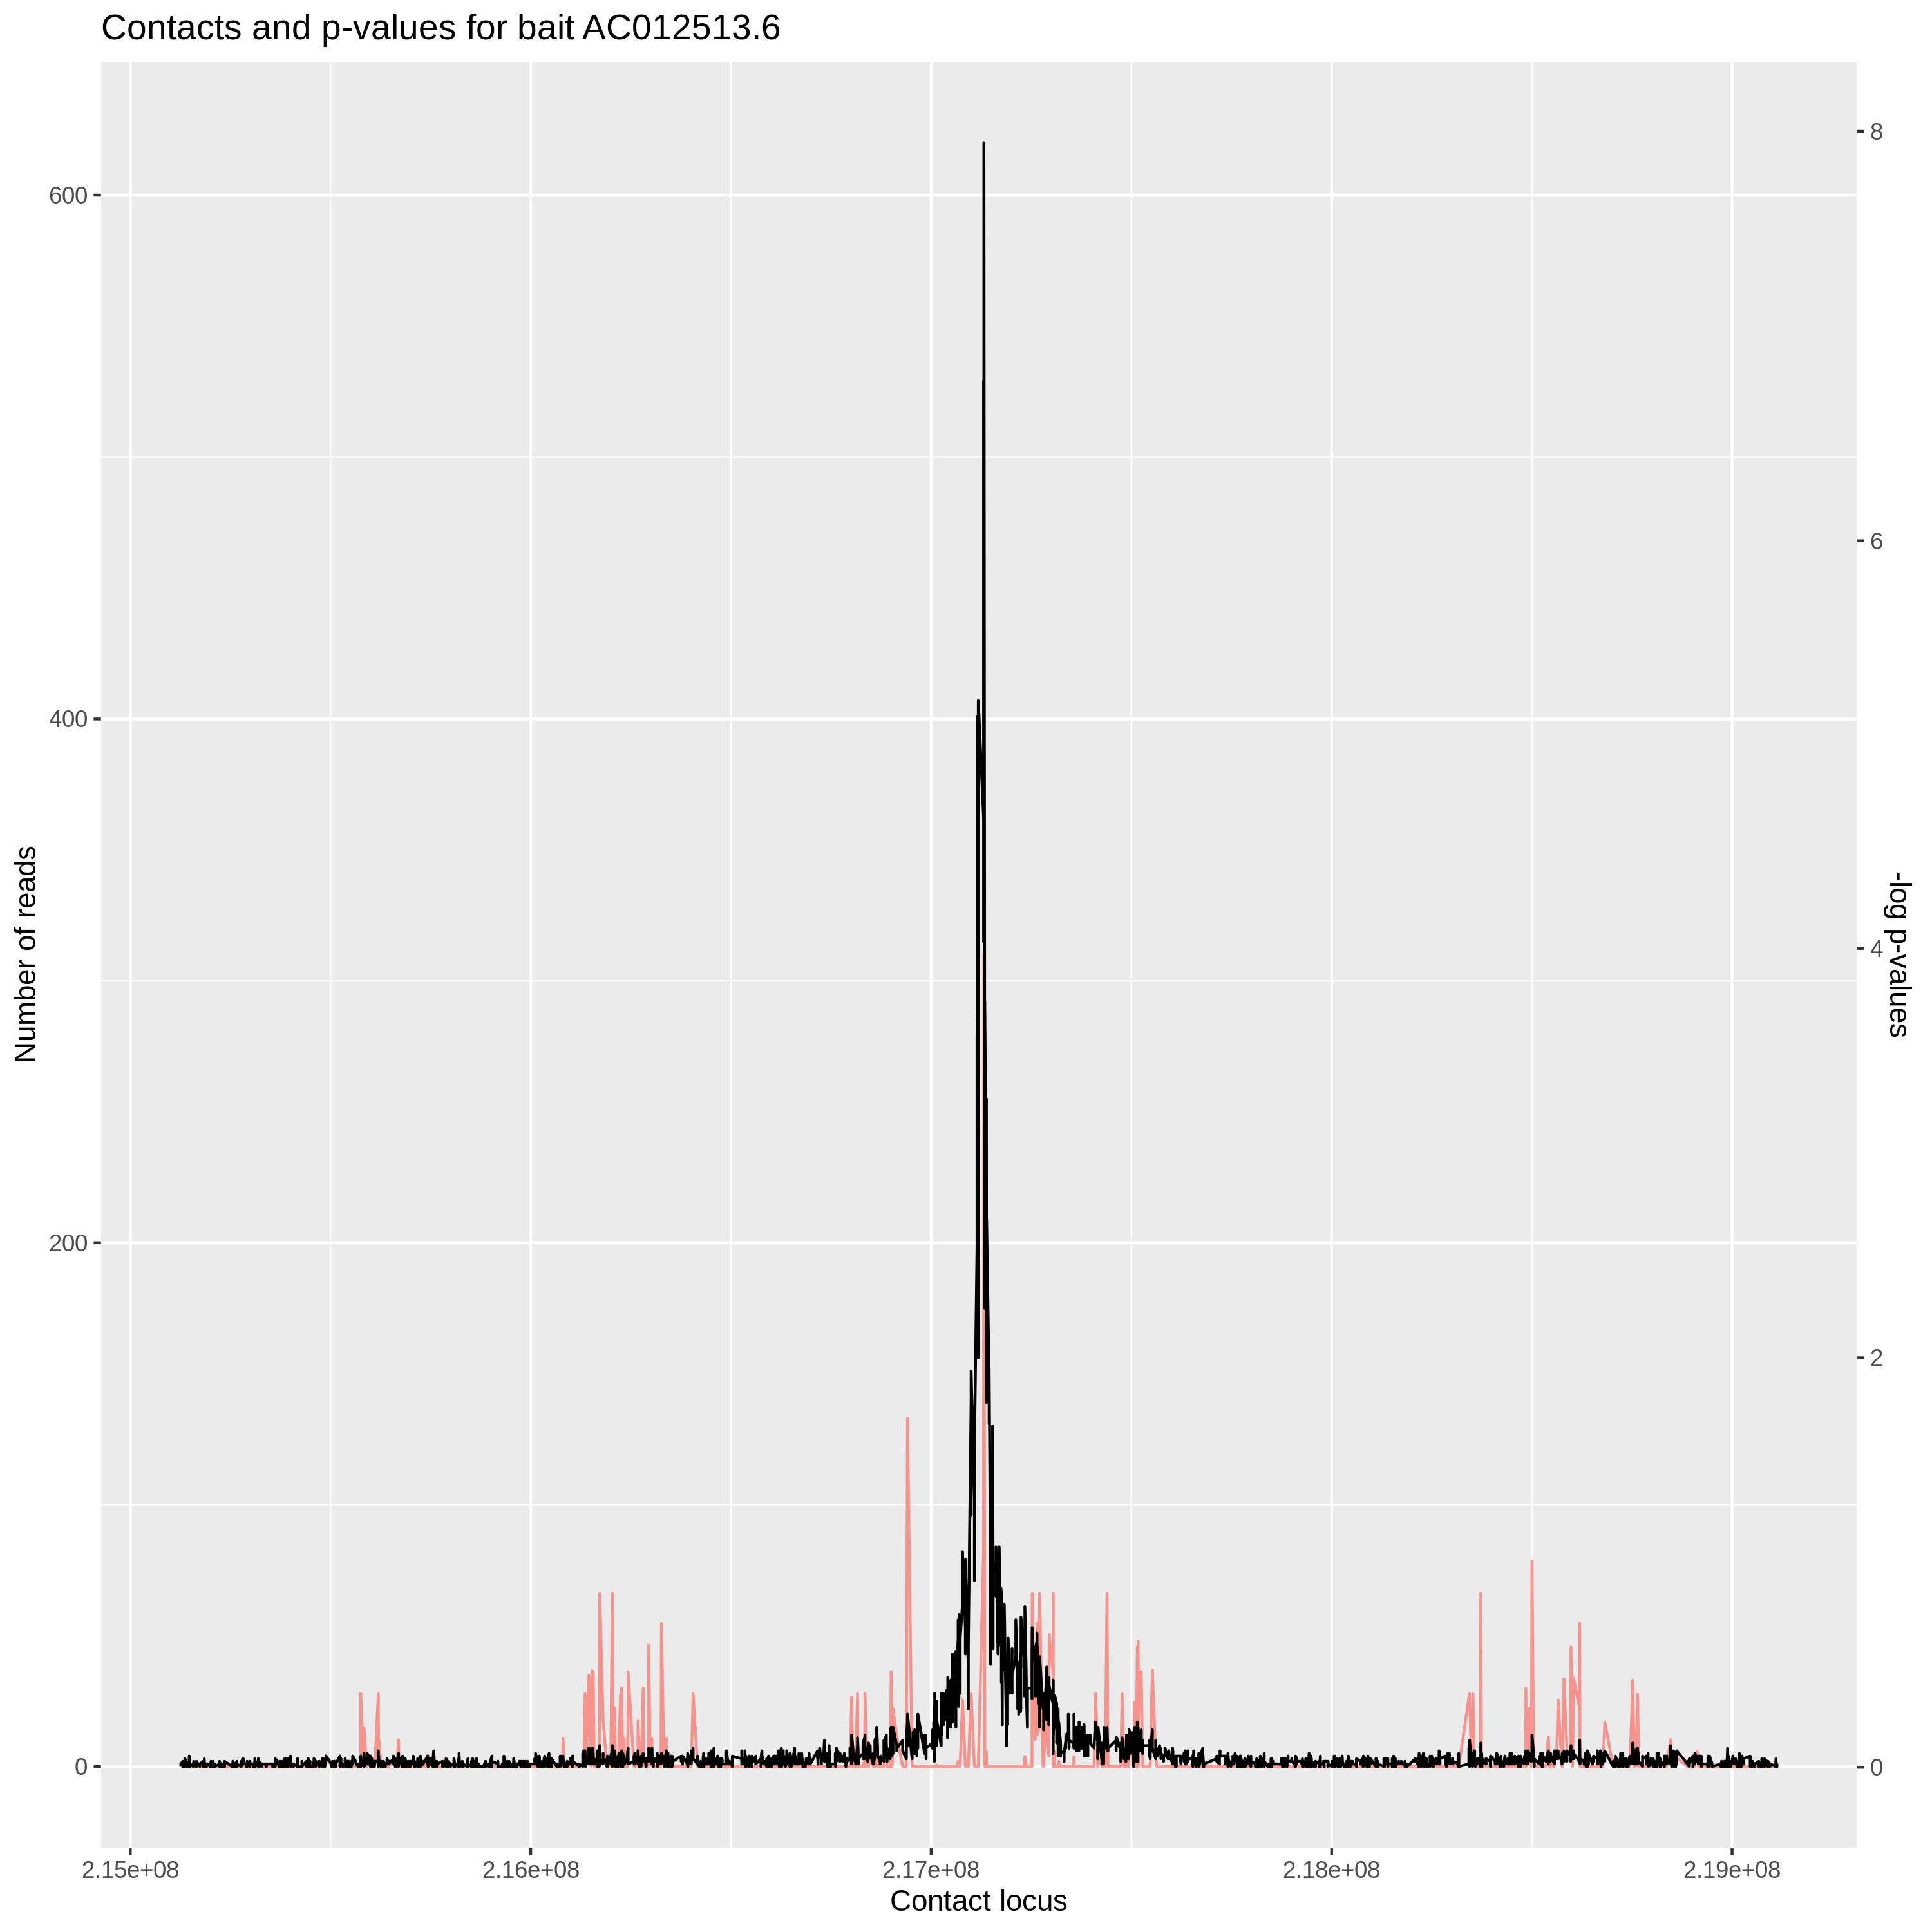 Contacts and p-values for bait AC012513.6
8
600
6
400
4
Number of reads
-log p-values
200
2
0
0
2.15e+08 2.16e+08 2.17e+08 2.18e+08 2.19e+08
Contact locus